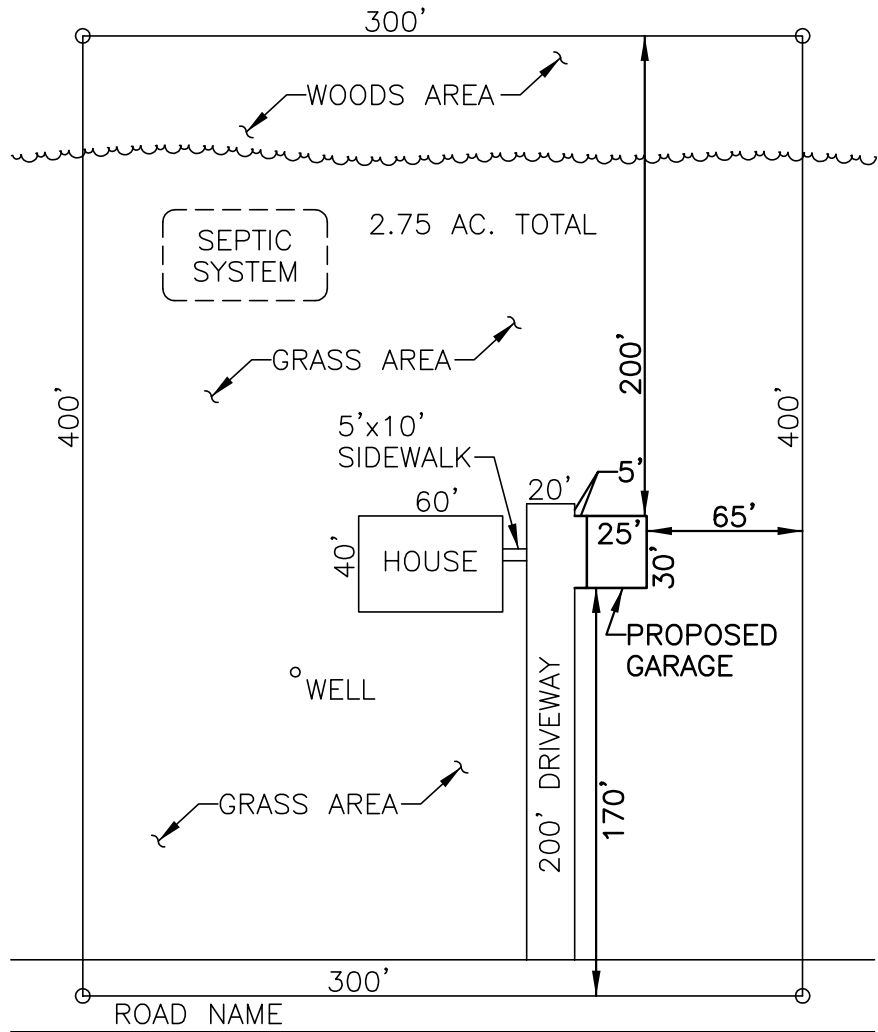 300'
WOODS AREA
2.75 AC. TOTAL
SEPTIC
SYSTEM
GRASS AREA
200'
400'
400'
5'x10'
SIDEWALK
5'
20'
60'
65'
25'
40'
HOUSE
30'
PROPOSED
GARAGE
WELL
200' DRIVEWAY
170'
GRASS AREA
300'
ROAD NAME